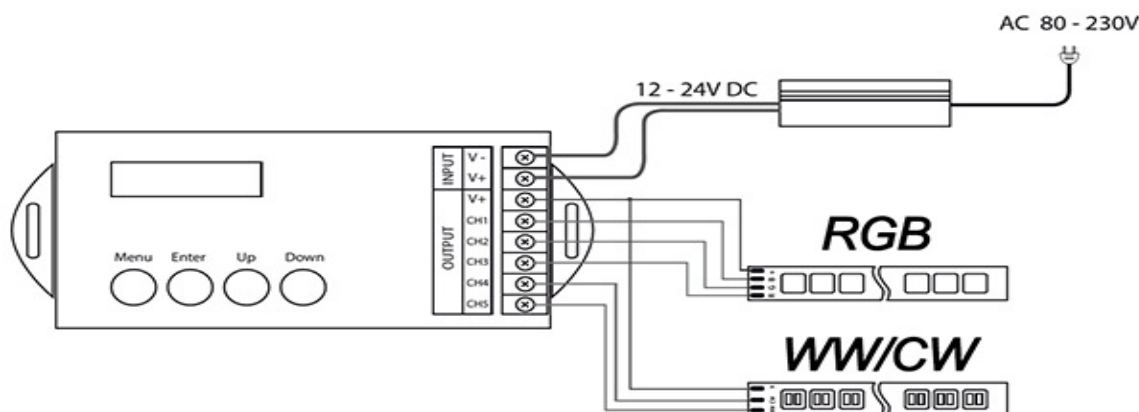 AC 80 - 230V
12 - 24V DC
INPUT
V -
V+
OUTPUT
V+
CH1
CH2
CH3
CH4
CH5
Menu Enter Up Down
RGB
WW/CW